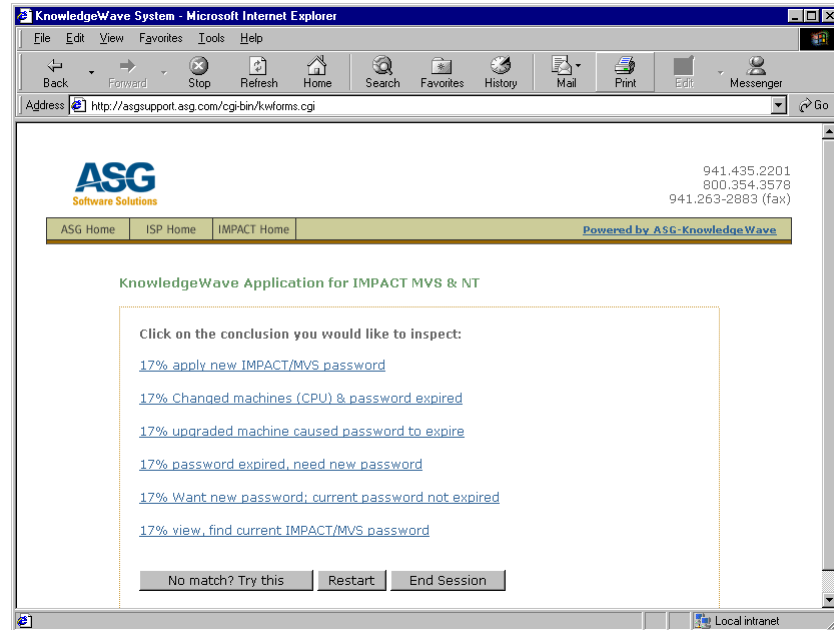 KnowledgeWave System - Microsoft Internet Explorer
File Edit View Favorites Tools Help
Back Forward Stop Refresh Home Search Favorites History Mail Print Edit Messenger
Address http://asgsupport.asg.com/cgi-bin/kwforms.cgi Go
ASG
Software Solutions
941.435.2201
800.354.3578
941.263-2883 (fax)
ASG Home ISP Home IMPACT Home Powered by ASG-KnowledgeWave
KnowledgeWave Application for IMPACT MVS & NT
Click on the conclusion you would like to inspect:
17% apply new IMPACT/MVS password
17% Changed machines (CPU) & password expired
17% upgraded machine caused password to expire
17% password expired, need new password
17% Want new password; current password not expired
17% view, find current IMPACT/MVS password
No match? Try this Restart End Session
Local intranet